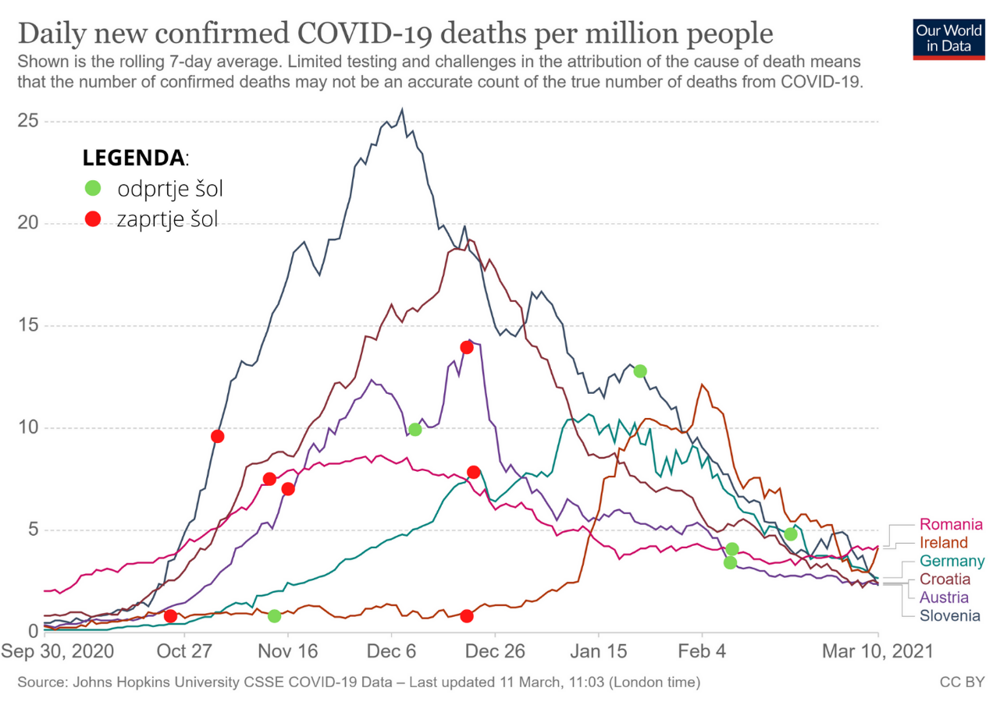 Daily new confirmed COVID-19 deaths per million people
Our World
in Data
Shown is the rolling 7-day average. Limited testing and challenges in the attribution of the cause of death means
that the number of confirmed deaths may not be an accurate count of the true number of deaths from COVID-19.
25
LEGENDA:
odprtje šol
zaprtje šol
20
15
10
5
0
Romania
Ireland
Germany
Croatia
Austria
Slovenia
Sep 30, 2020 Oct 27 Nov 16 Dec 6 Dec 26 Jan 15 Feb 4 Mar 10, 2021
Source: Johns Hopkins University CSSE COVID-19 Data – Last updated 11 March, 11:03 (London time) CC BY